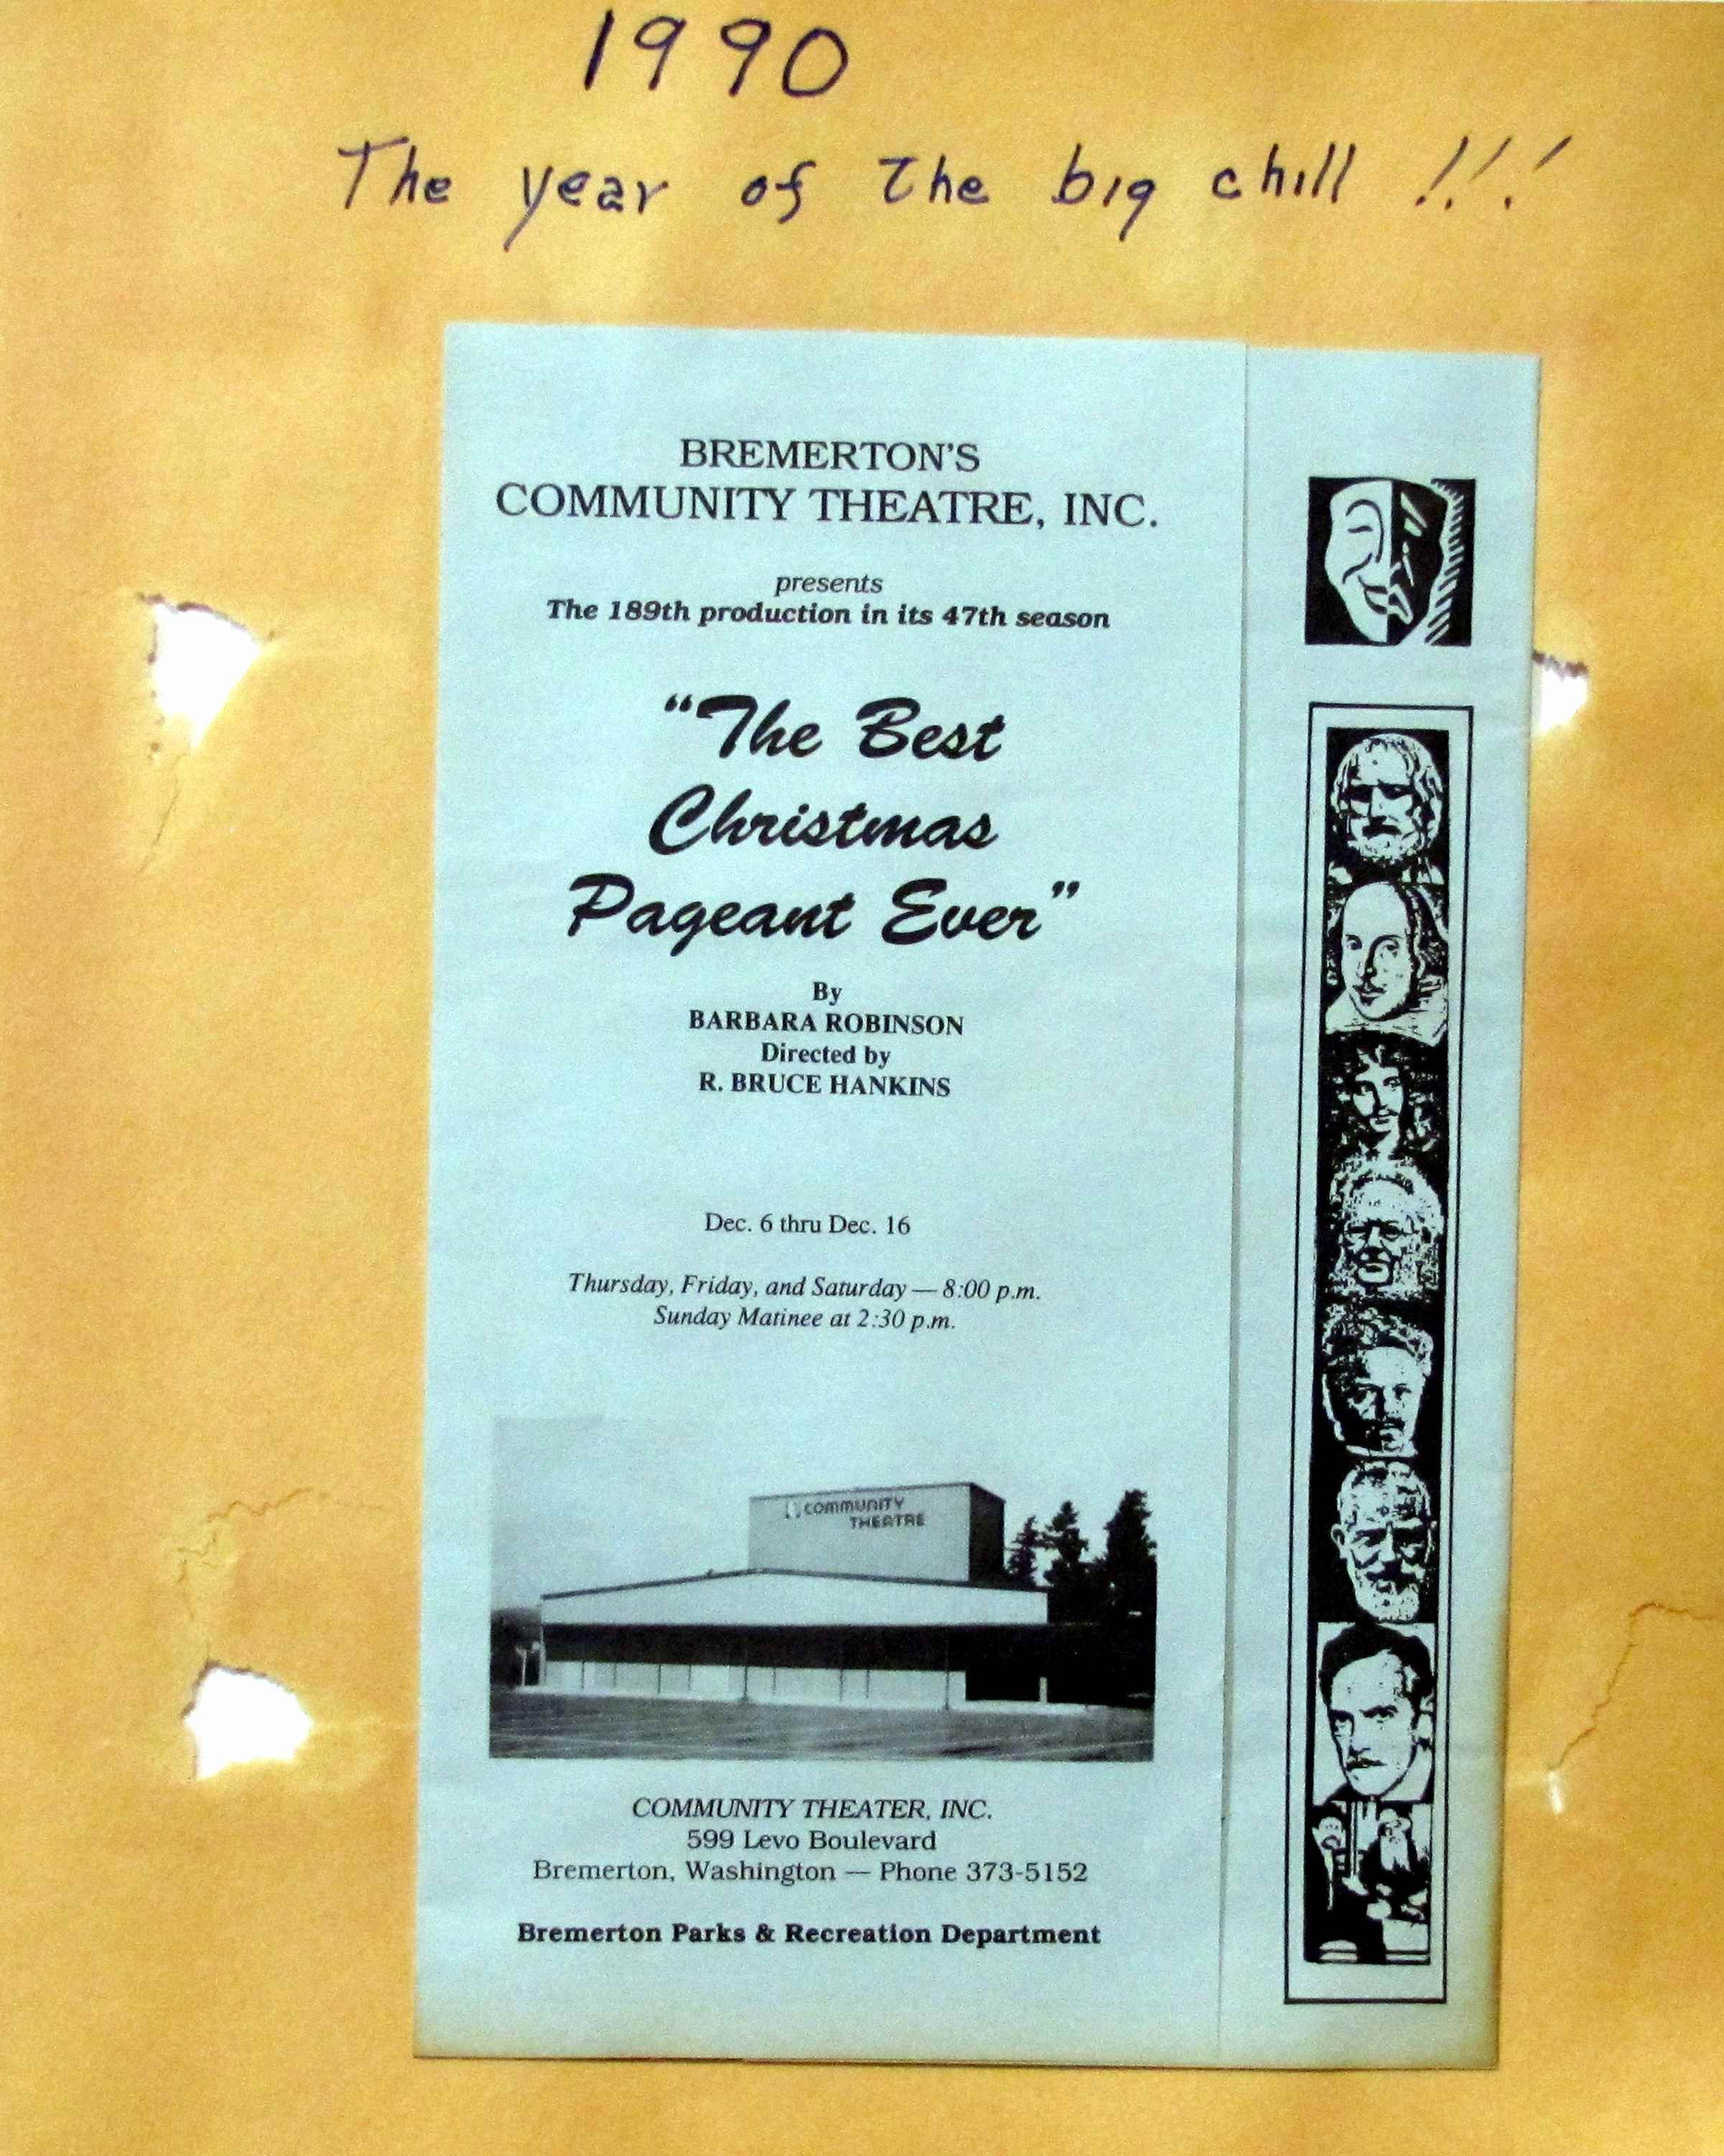 1990
The year of the big chill !!!
BREMERTON'S
COMMUNITY THEATRE, INC.
presents
The 189th production in its 47th season
"The Best
Christmas
Pageant Ever"
By
BARBARA ROBINSON
Directed by
R. BRUCE HANKINS
Dec. 6 thru Dec. 16
Thursday, Friday, and Saturday — 8:00 p.m.
Sunday Matinee at 2:30 p.m.
COMMUNITY
THEATRE
COMMUNITY THEATER, INC.
599 Levo Boulevard
Bremerton, Washington — Phone 373-5152
Bremerton Parks & Recreation Department